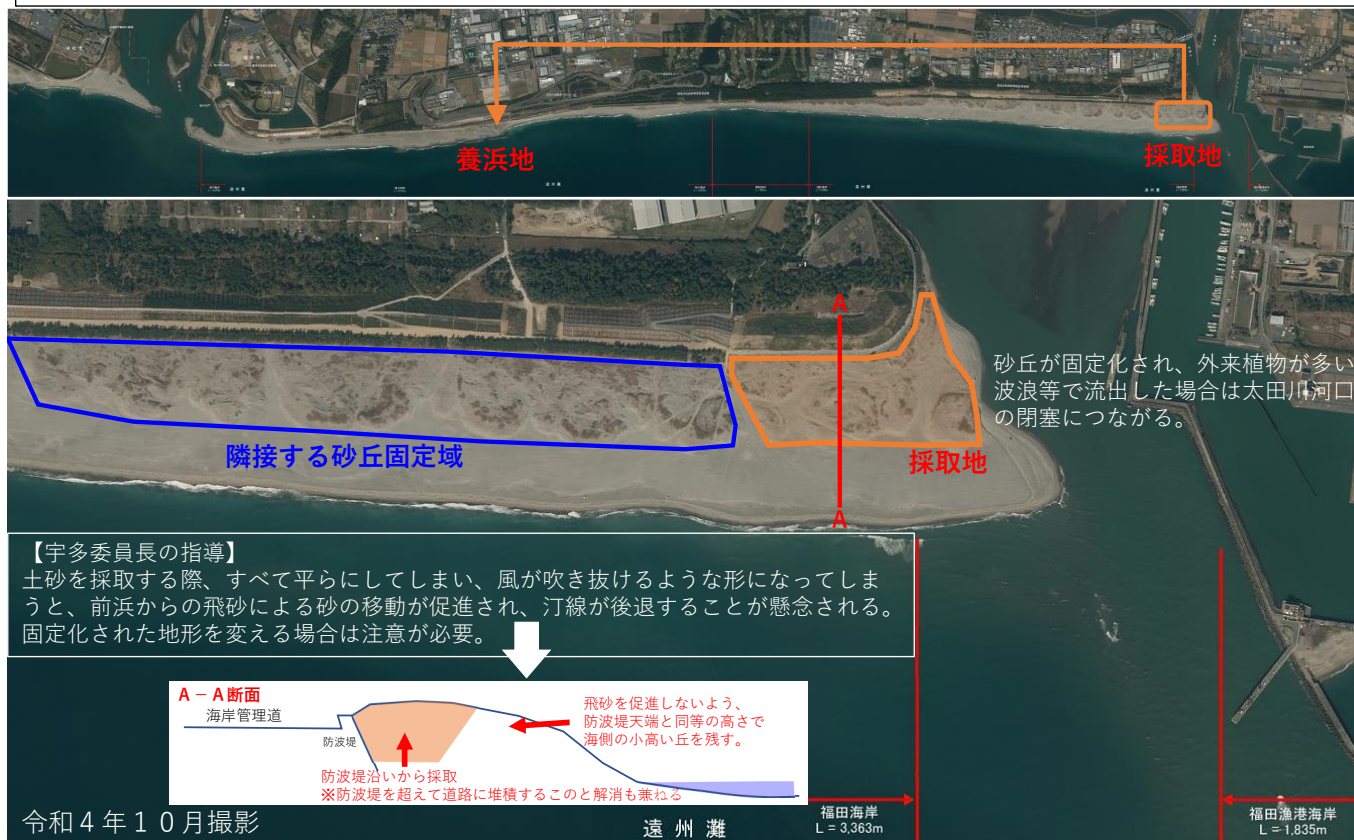 養浜地
採取地
遠州灘
遠州灘
遠州灘
遠州灘
A
砂丘が固定化され、外来植物が多い
波浪等で流出した場合は太田川河口
の閉塞につながる。
隣接する砂丘固定域
採取地
A
【宇多委員長の指導】
土砂を採取する際、すべて平らにしてしまい、風が吹き抜けるような形になってしま
うと、前浜からの飛砂による砂の移動が促進され、汀線が後退することが懸念される。
固定化された地形を変える場合は注意が必要。
A－A断面
海岸管理道
防波堤
飛砂を促進しないよう、
防波堤天端と同等の高さで
海側の小高い丘を残す。
防波堤沿いから採取
※防波堤を超えて道路に堆積するこのと解消も兼ねる
令和４年１０月撮影
遠州灘
福田海岸
L＝3,363m
福田漁港海岸
L＝1,835m